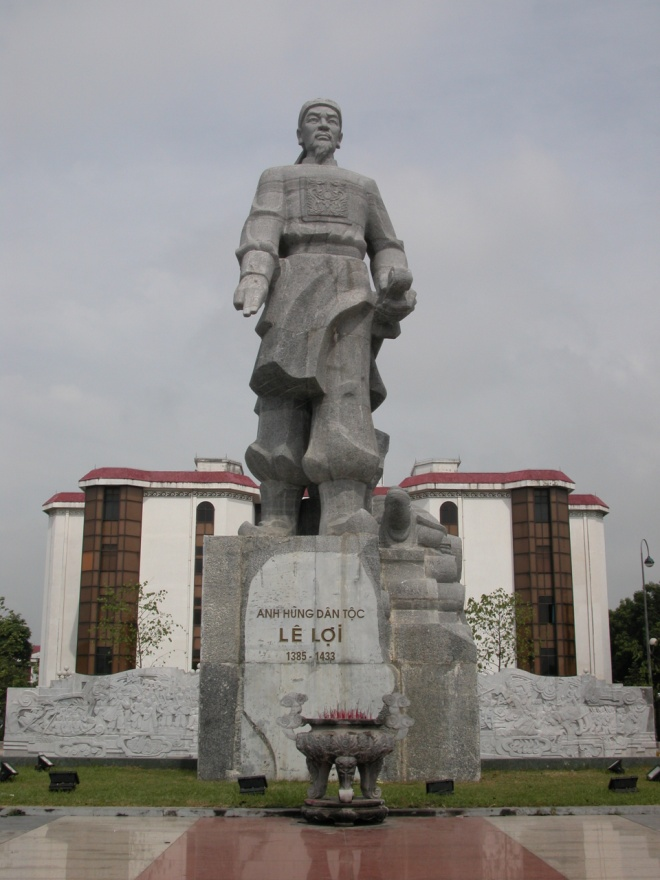 ANH HÙNG DÂN TỘC
LÊ LỢI
1385 - 1433